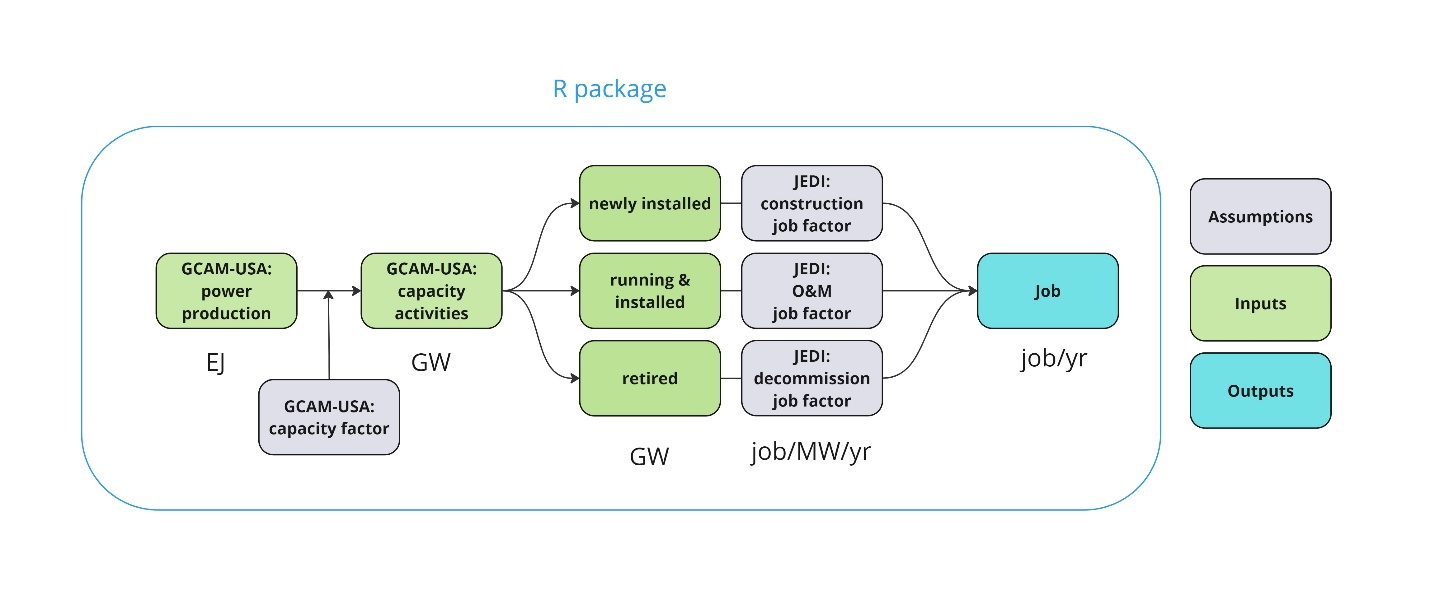 R package
GCAM-USA:
power
production
EJ
GCAM-USA:
capacity factor
GCAM-USA:
capacity
activities
GW
newly installed
running &
installed
retired
GW
JEDI:
construction
job factor
JEDI:
O&M
job factor
JEDI:
decommission
job factor
job/MW/yr
Job
job/yr
Assumptions
Inputs
Outputs